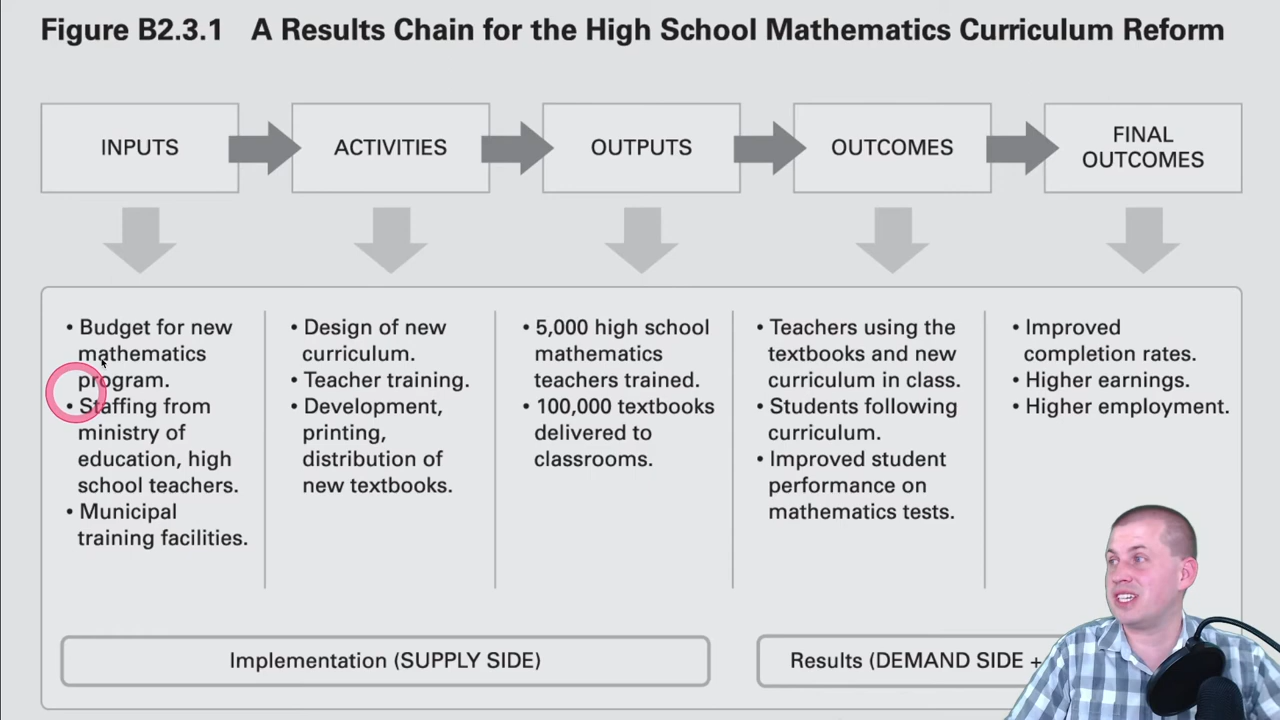 Figure B2.3.1 A Results Chain for the High School Mathematics Curriculum Reform
INPUTS
ACTIVITIES
OUTPUTS
OUTCOMES
FINAL
OUTCOMES
• Budget for new
mathematics
program.
• Staffing from
ministry of
education, high
school teachers.
• Municipal
training facilities.
• Design of new
curriculum.
• Teacher training.
• Development,
printing,
distribution of
new textbooks.
• 5,000 high school
mathematics
teachers trained.
• 100,000 textbooks
delivered to
classrooms.
• Teachers using the
textbooks and new
curriculum in class.
• Students following
curriculum.
• Improved student
performance on
mathematics tests.
• Improved
completion rates.
• Higher earnings.
• Higher employment.
Implementation (SUPPLY SIDE)
Results (DEMAND SIDE +